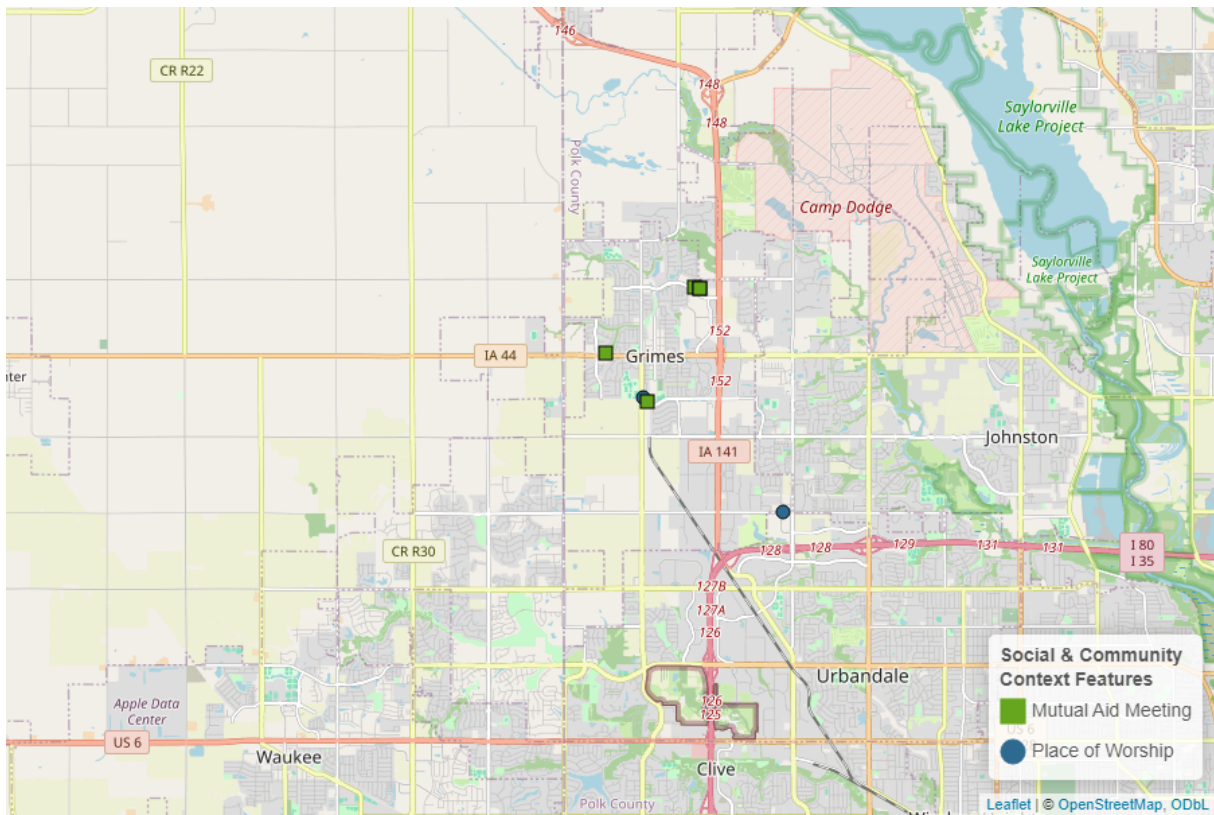 146
CR R22
148
148
Saylorville
Lake Project
Polk County
Camp Dodge
Saylorville
Lake Project
152
IA 44
Grimes
nter
152
Johnston
IA 141
CR R30
128
128
129
131
131
I 80
I 35
127B
127A
126
Urbandale
Apple Data
Center
126
125
US 6
Waukee
Clive
Polk County
Social & Community
Context Features
Mutual Aid Meeting
US 6
Place of Worship
Leaflet | © OpenStreetMap, ODbL